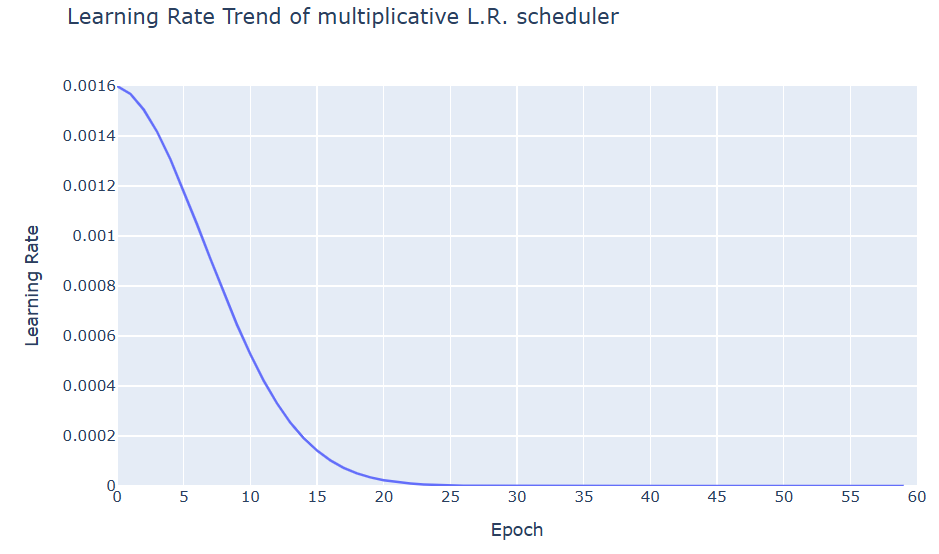 Learning Rate Trend of multiplicative L.R. scheduler
0.0016
0.0014
0.0012
0.001
0.0008
0.0006
0.0004
0.0002
0
Learning Rate
0 5 10 15 20 25 30 35 40 45 50 55 60
Epoch